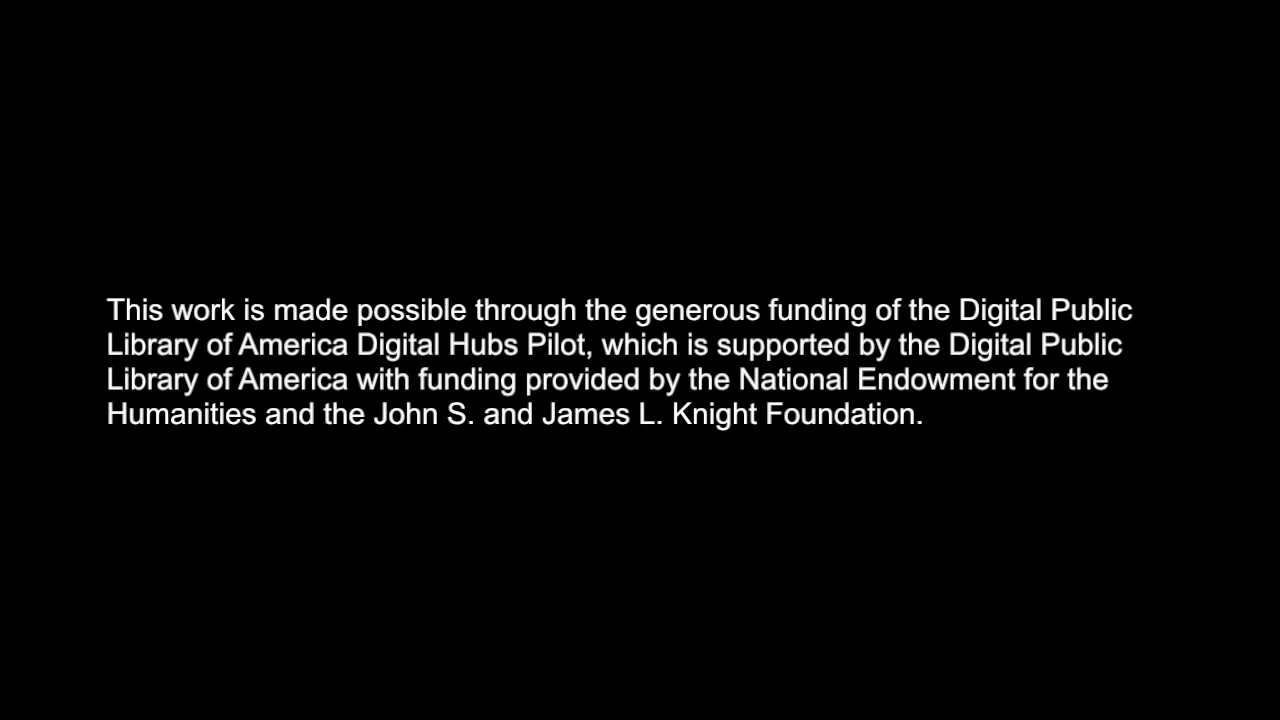 This work is made possible through the generous funding of the Digital Public
Library of America Digital Hubs Pilot, which is supported by the Digital Public
Library of America with funding provided by the National Endowment for the
Humanities and the John S. and James L. Knight Foundation.